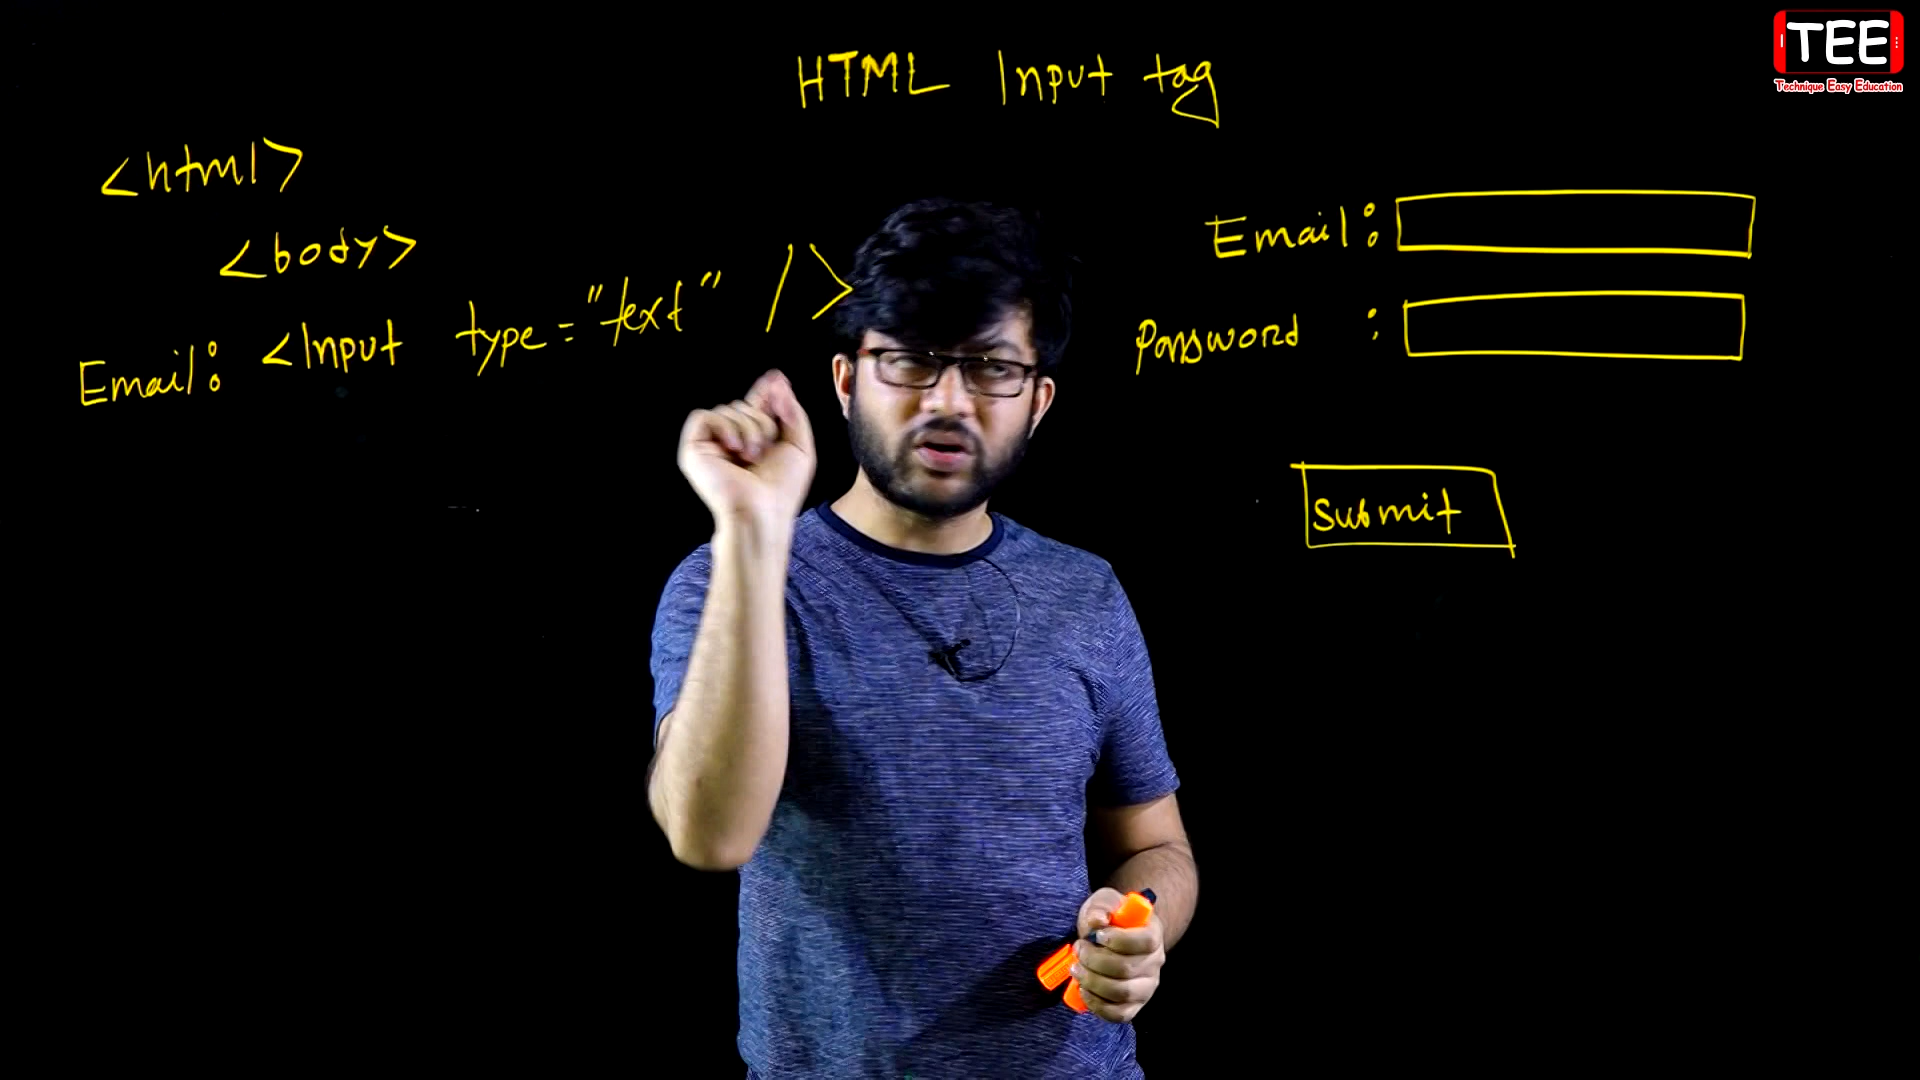 TEE
Technique Easy Education
HTML Input tag
<html>
<body>
Email: <Input type="text" />
Email:
Password :
Submit